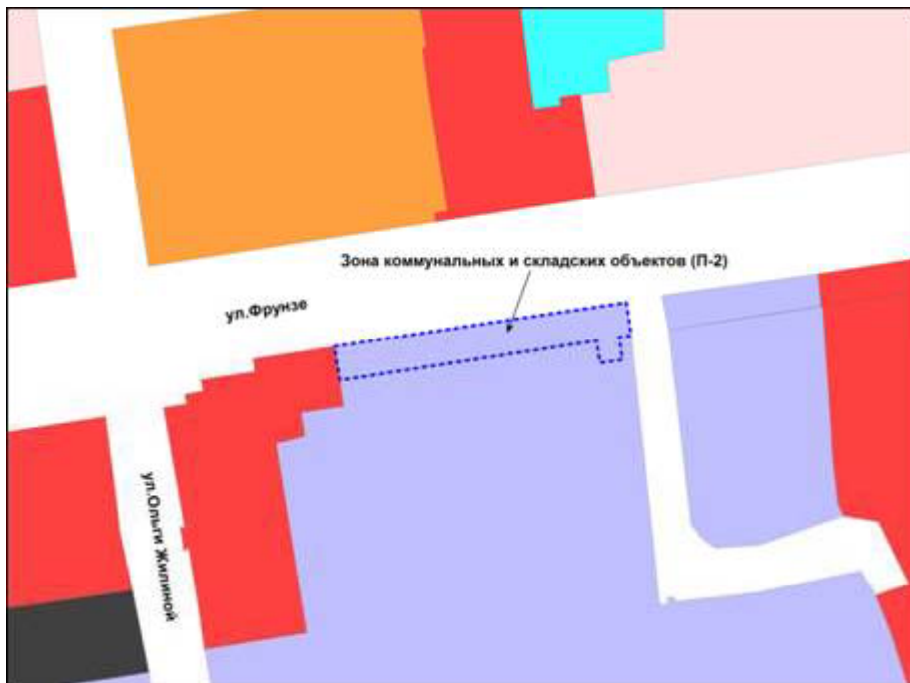 Зона коммунальных и складских объектов (П-2)
ул.Фрунзе
ул.Ольги Жилиной